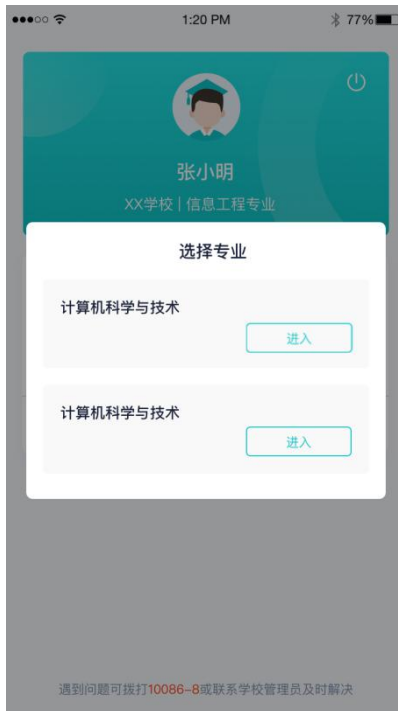 1:20 PM
77%
张小明
XX学校 | 信息工程专业
选择专业
计算机科学与技术
进入
计算机科学与技术
进入
遇到问题可拨打10086-8或联系学校管理员及时解决